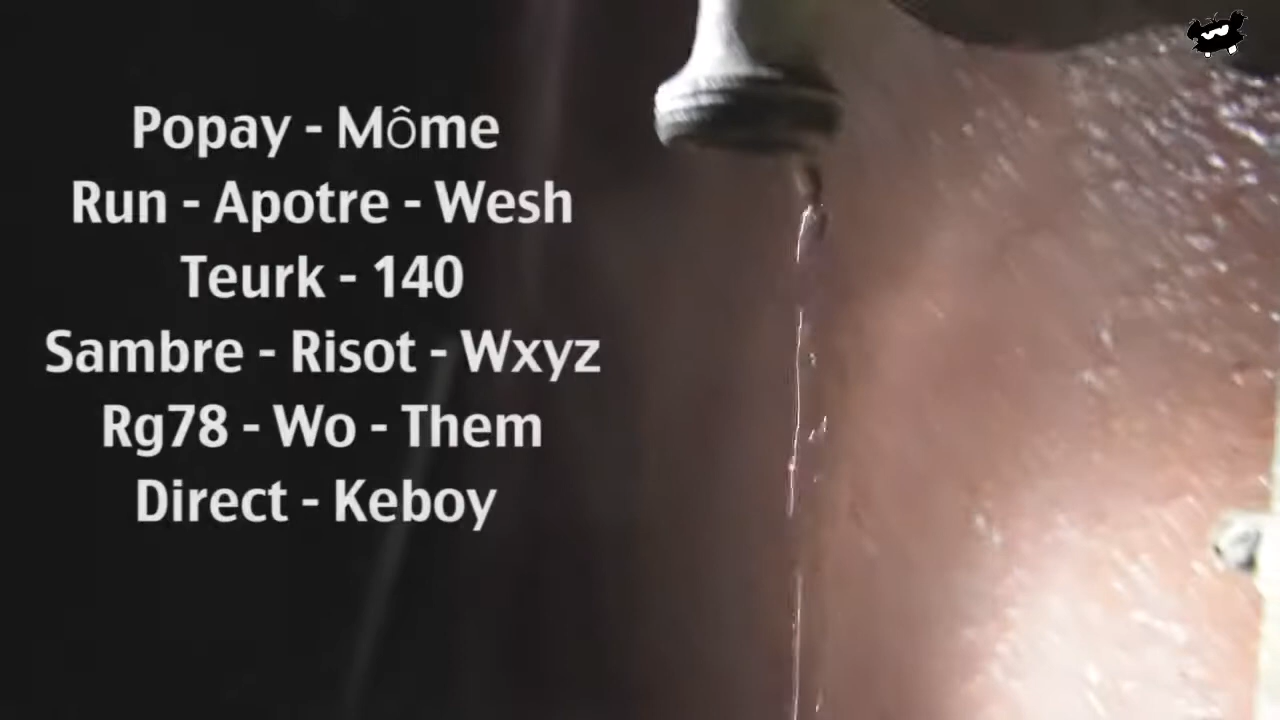 Popay - Môme
Run - Apotre - Wesh
Teurk - 140
Sambre - Risot - Wxyz
Rg78 - Wo - Them
Direct - Keboy